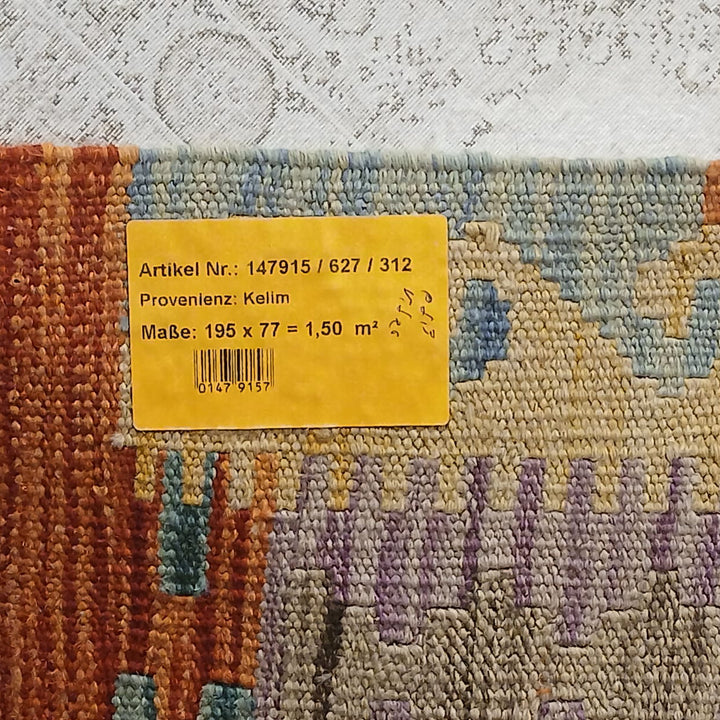 Artikel Nr.: 147915 / 627 / 312
Provenienz: Kelim
Maße: 195 x 77 = 1,50 m²
0147 9157